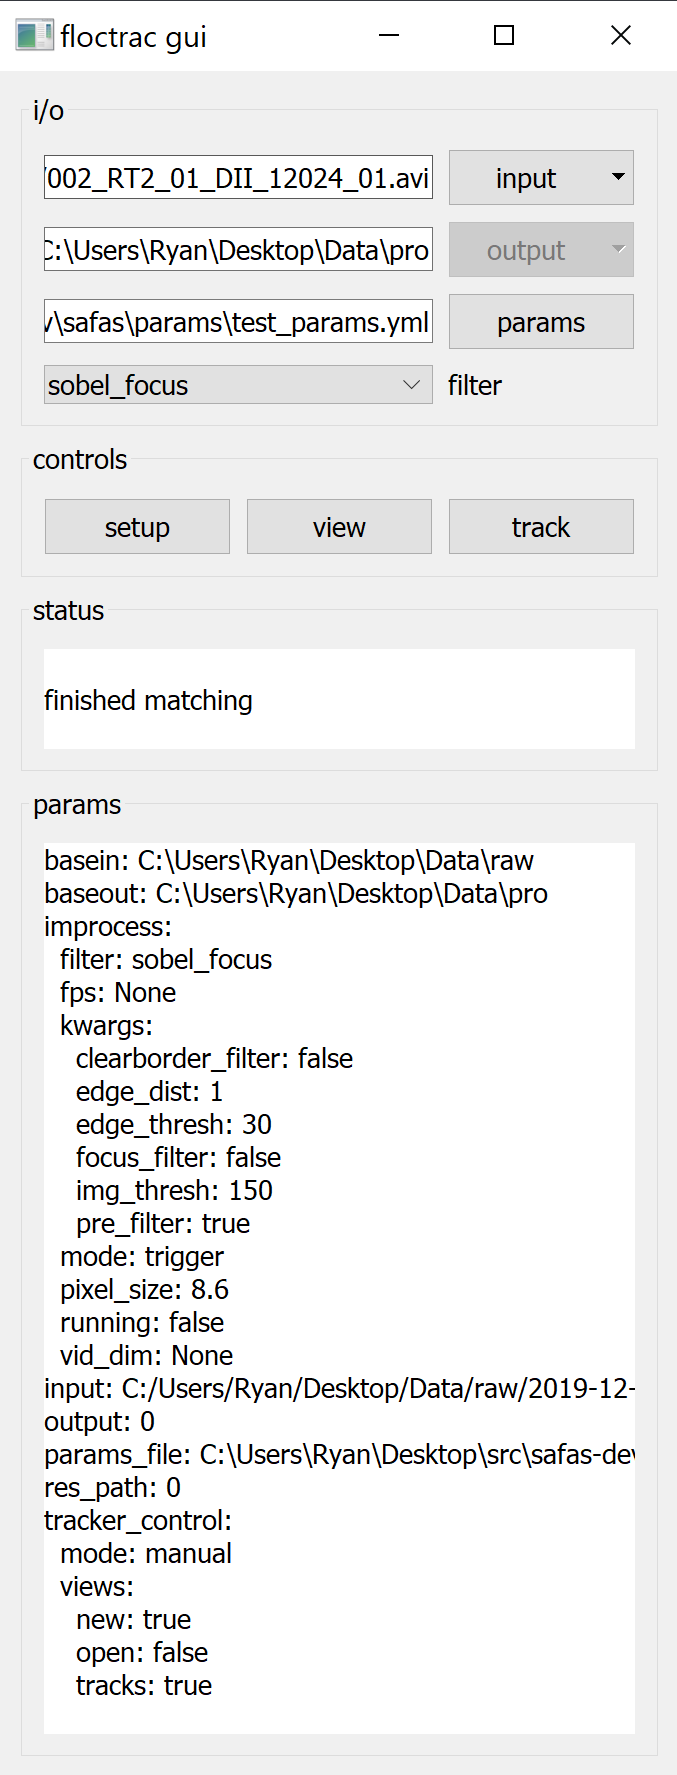 floctrac gui
i/o
/002_RT2_01_DII_12024_01.avi input
C:\Users\Ryan\Desktop\Data\pro output
\safas\params\test_params.yml params
sobel_focus filter
controls
setup view track
status
finished matching
params
basein: C:\Users\Ryan\Desktop\Data\raw
baseout: C:\Users\Ryan\Desktop\Data\pro
improcess:
filter: sobel_focus
fps: None
kwargs:
clearborder_filter: false
edge_dist: 1
edge_thresh: 30
focus_filter: false
img_thresh: 150
pre_filter: true
mode: trigger
pixel_size: 8.6
running: false
vid_dim: None
input: C:/Users/Ryan/Desktop/Data/raw/2019-12-
output: 0
params_file: C:\Users\Ryan\Desktop\src\safas-dev
res_path: 0
tracker_control:
mode: manual
views:
new: true
open: false
tracks: true